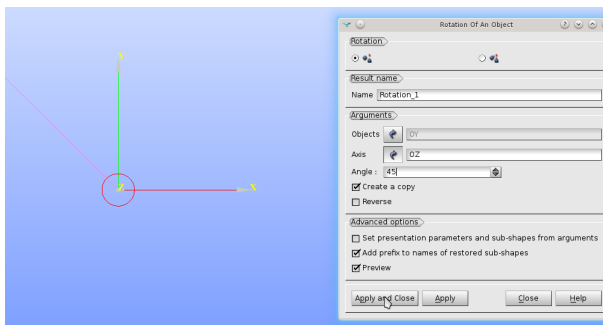 Rotation Of An Object
Rotation
Result name
Name Rotation_1
Arguments
Objects OY
Axis OZ
Angle : 45
Create a copy
Reverse
Advanced options
Set presentation parameters and sub-shapes from arguments
Add prefix to names of restored sub-shapes
Preview
Apply and Close Apply Close Help
Y
Z X